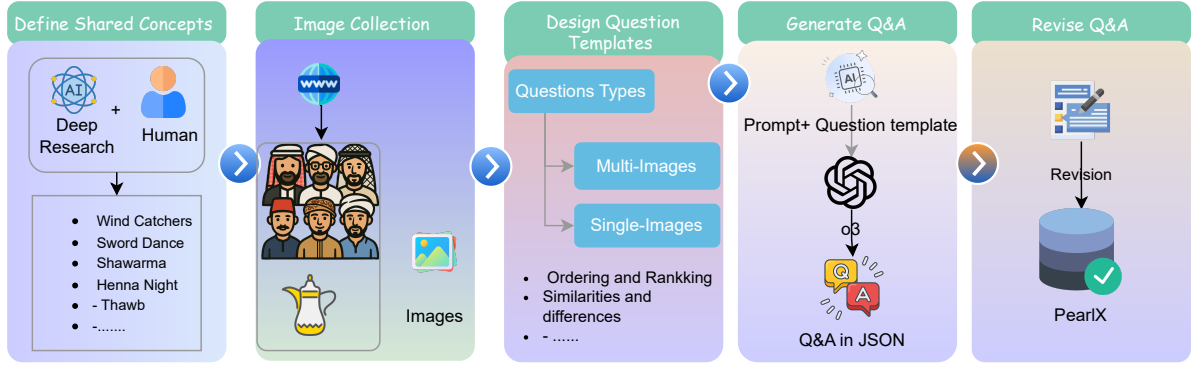 Define Shared Concepts
AI
+
Deep
Research
Human
Wind Catchers
Sword Dance
Shawarma
Henna Night
- Thawb
-.......
Image Collection
www
Images
Design Question
Templates
Questions Types
Multi-Images
Single-Images
Ordering and Rankking
Similarities and
differences
- ......
Generate Q&A
AI
Prompt+ Question template
o3
Q
A
Q&A in JSON
Revise Q&A
Revision
PearlX